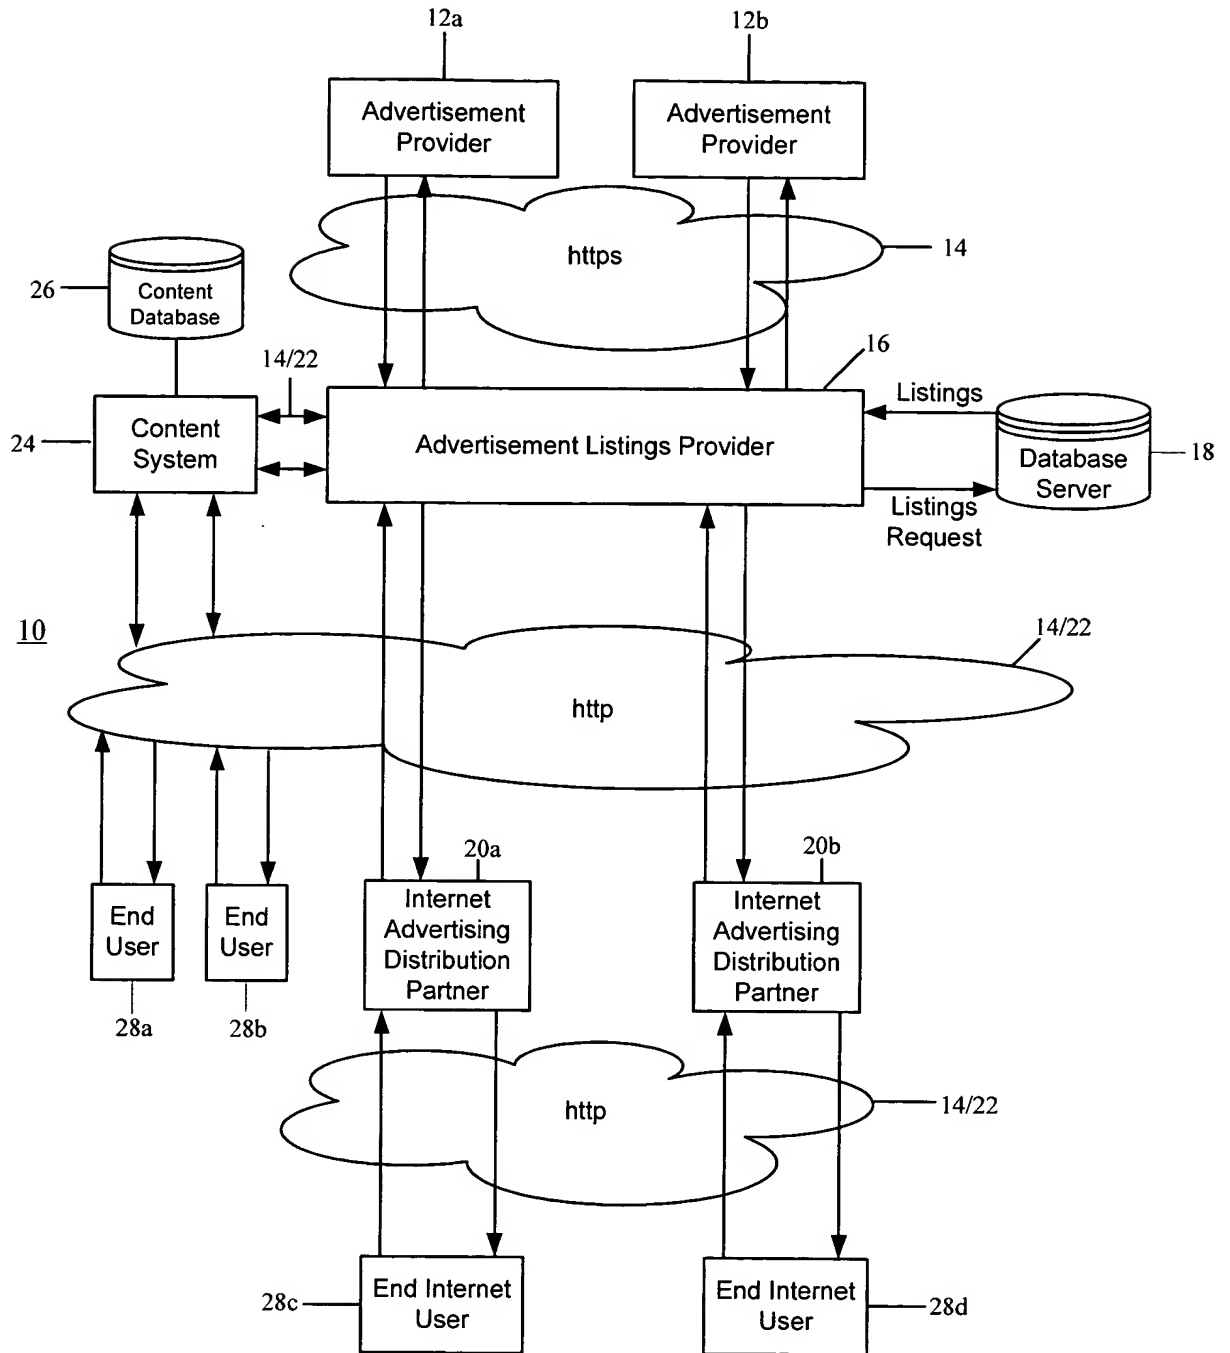 12a
12b
Advertisement
Provider
Advertisement
Provider
https
14
26
Content
Database
14/22
16
Listings
24
Content
System
Advertisement Listings Provider
Database
Server
18
Listings
Request
10
14/22
http
20a
20b
End
User
End
User
Internet
Advertising
Distribution
Partner
Internet
Advertising
Distribution
Partner
28a
28b
http
14/22
28c
End Internet
User
End Internet
User
28d